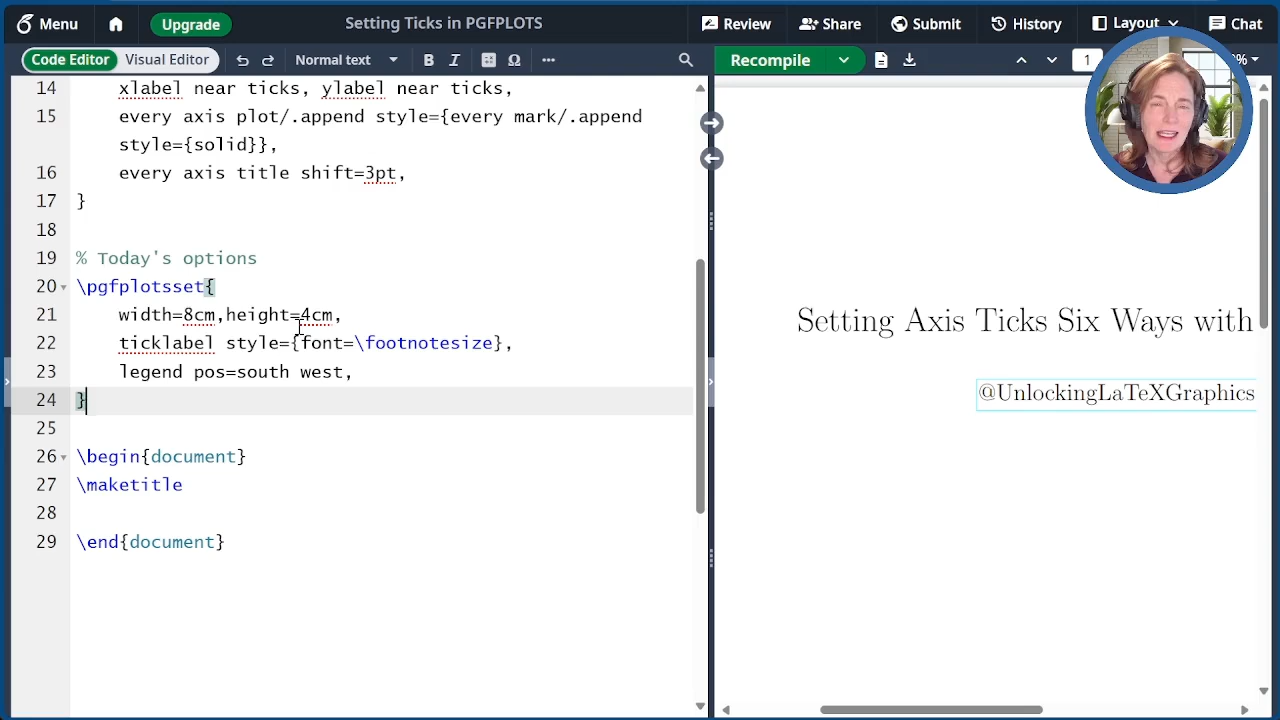 Menu
Upgrade
Setting Ticks in PGFPLOTS
Review
Share
Submit
History
Layout
Chat
Code Editor
Visual Editor
Normal text
B
I
Ω
Recompile
1
%
14 xlabel near ticks, ylabel near ticks,
15 every axis plot/.append style={every mark/.append
style={solid}},
16 every axis title shift=3pt,
17 }
18
19 % Today's options
20 \pgfplotsset{
21 width=8cm,height=4cm,
22 ticklabel style={font=\footnotesize},
23 legend pos=south west,
24 }
25
26 \begin{document}
27 \maketitle
28
29 \end{document}
Setting Axis Ticks Six Ways with
@UnlockingLaTeXGraphics